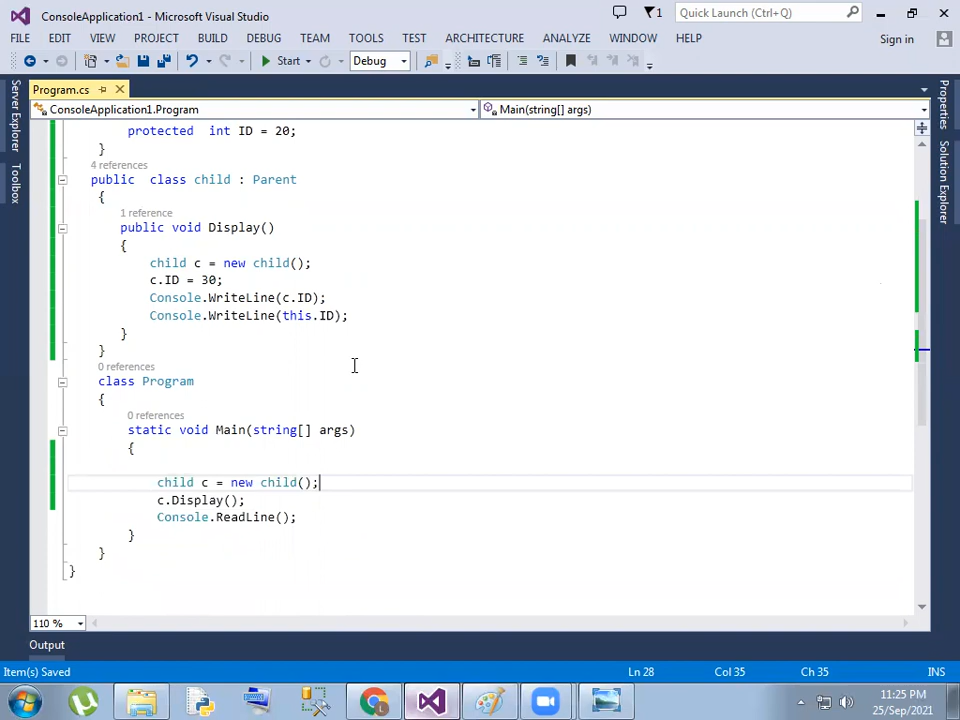 ConsoleApplication1 - Microsoft Visual Studio
1
Quick Launch (Ctrl+Q)
FILE EDIT VIEW PROJECT BUILD DEBUG TEAM TOOLS TEST ARCHITECTURE ANALYZE WINDOW HELP
Sign in
Start Debug
Program.cs
ConsoleApplication1.Program
Main(string[] args)
Server Explorer
Toolbox
Properties
Solution Explorer
protected int ID = 20;
}
4 references
public class child : Parent
{
1 reference
public void Display()
{
child c = new child();
c.ID = 30;
Console.WriteLine(c.ID);
Console.WriteLine(this.ID);
}
}
0 references
class Program
{
0 references
static void Main(string[] args)
{
child c = new child();
c.Display();
Console.ReadLine();
}
}
}
110 %
Output
Item(s) Saved
Ln 28 Col 35 Ch 35 INS
11:25 PM
25/Sep/2021